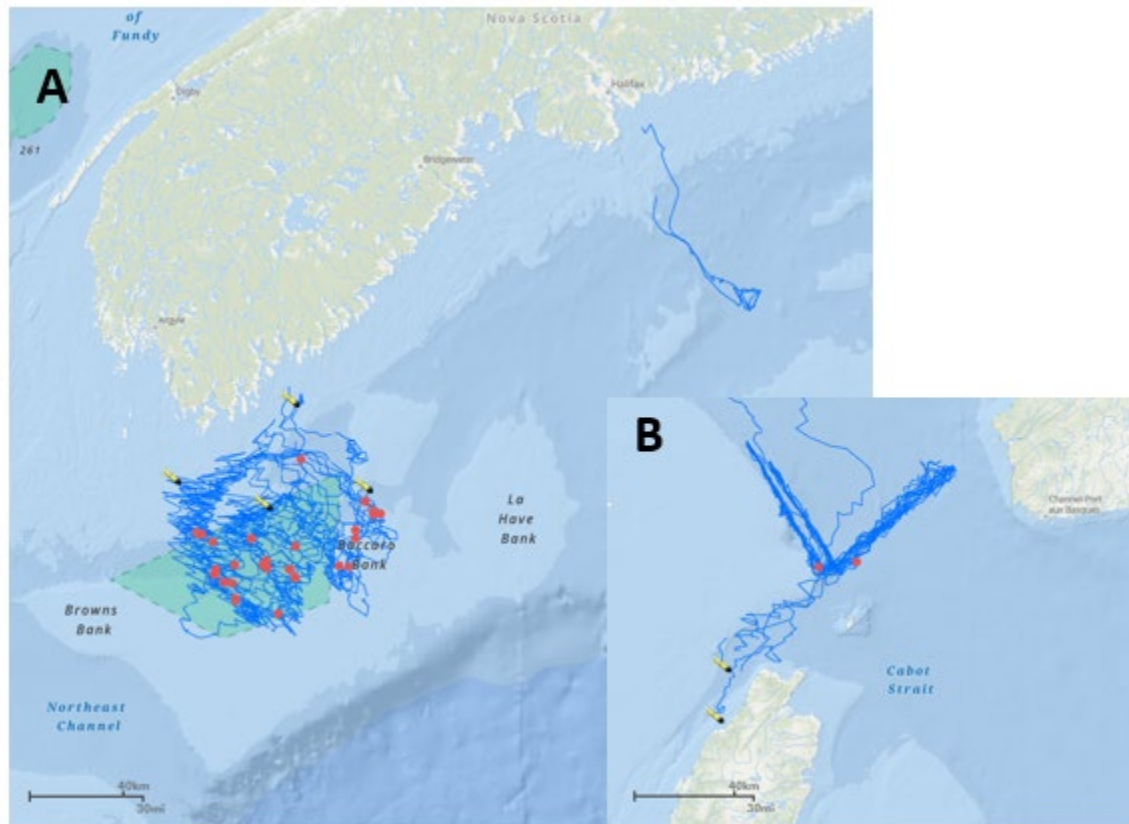 of
Fundy
Nova Scotia
A
Digby
Halifax
261
Bridgewater
Argyle
La
Have
Bank
Baccaro
Bank
Browns
Bank
Northeast
Channel
40km
30mi
B
Channel-Port
aux Basques
Cabot
Strait
40km
30mi